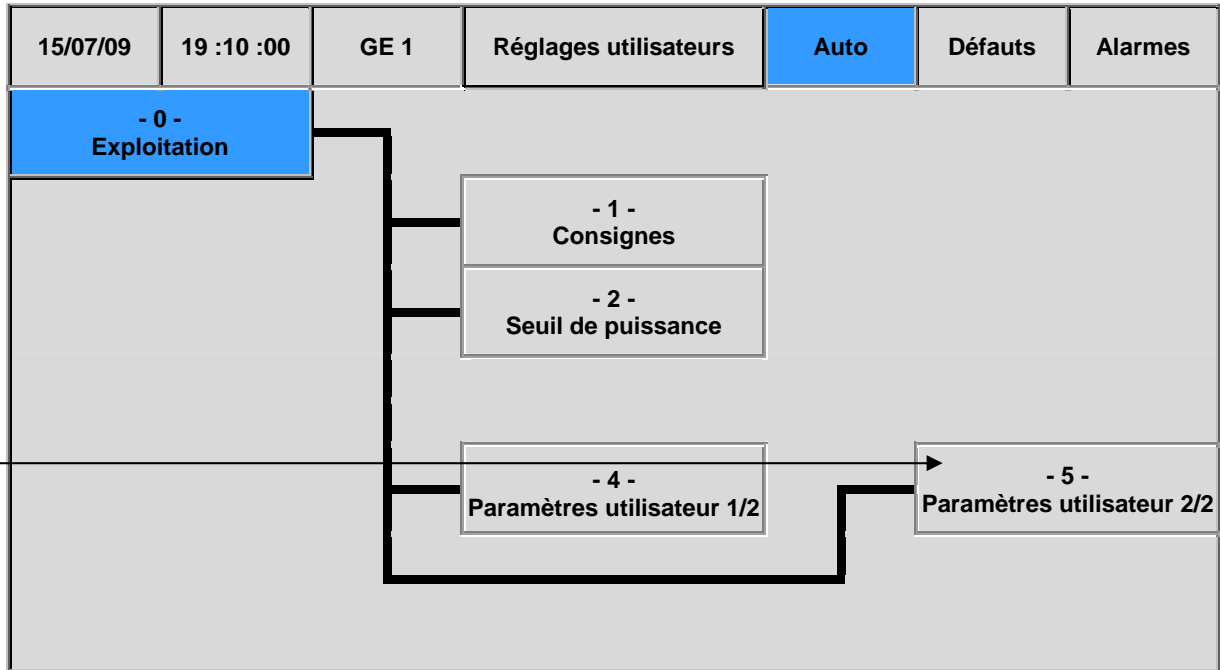 15/07/09 19 :10 :00 GE 1 Réglages utilisateurs Auto Défauts Alarmes
- 0 -
Exploitation
- 1 -
Consignes
- 2 -
Seuil de puissance
- 4 -
Paramètres utilisateur 1/2
- 5 -
Paramètres utilisateur 2/2